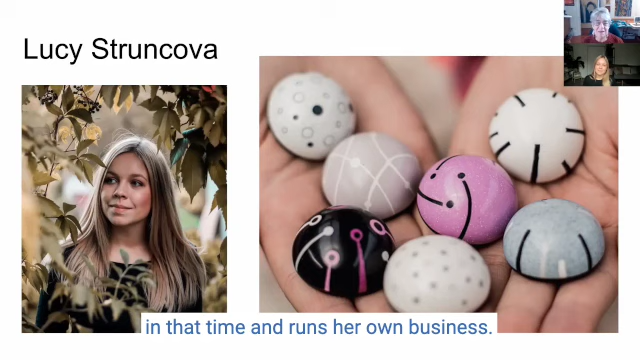 Lucy Struncova
in that time and runs her own business.